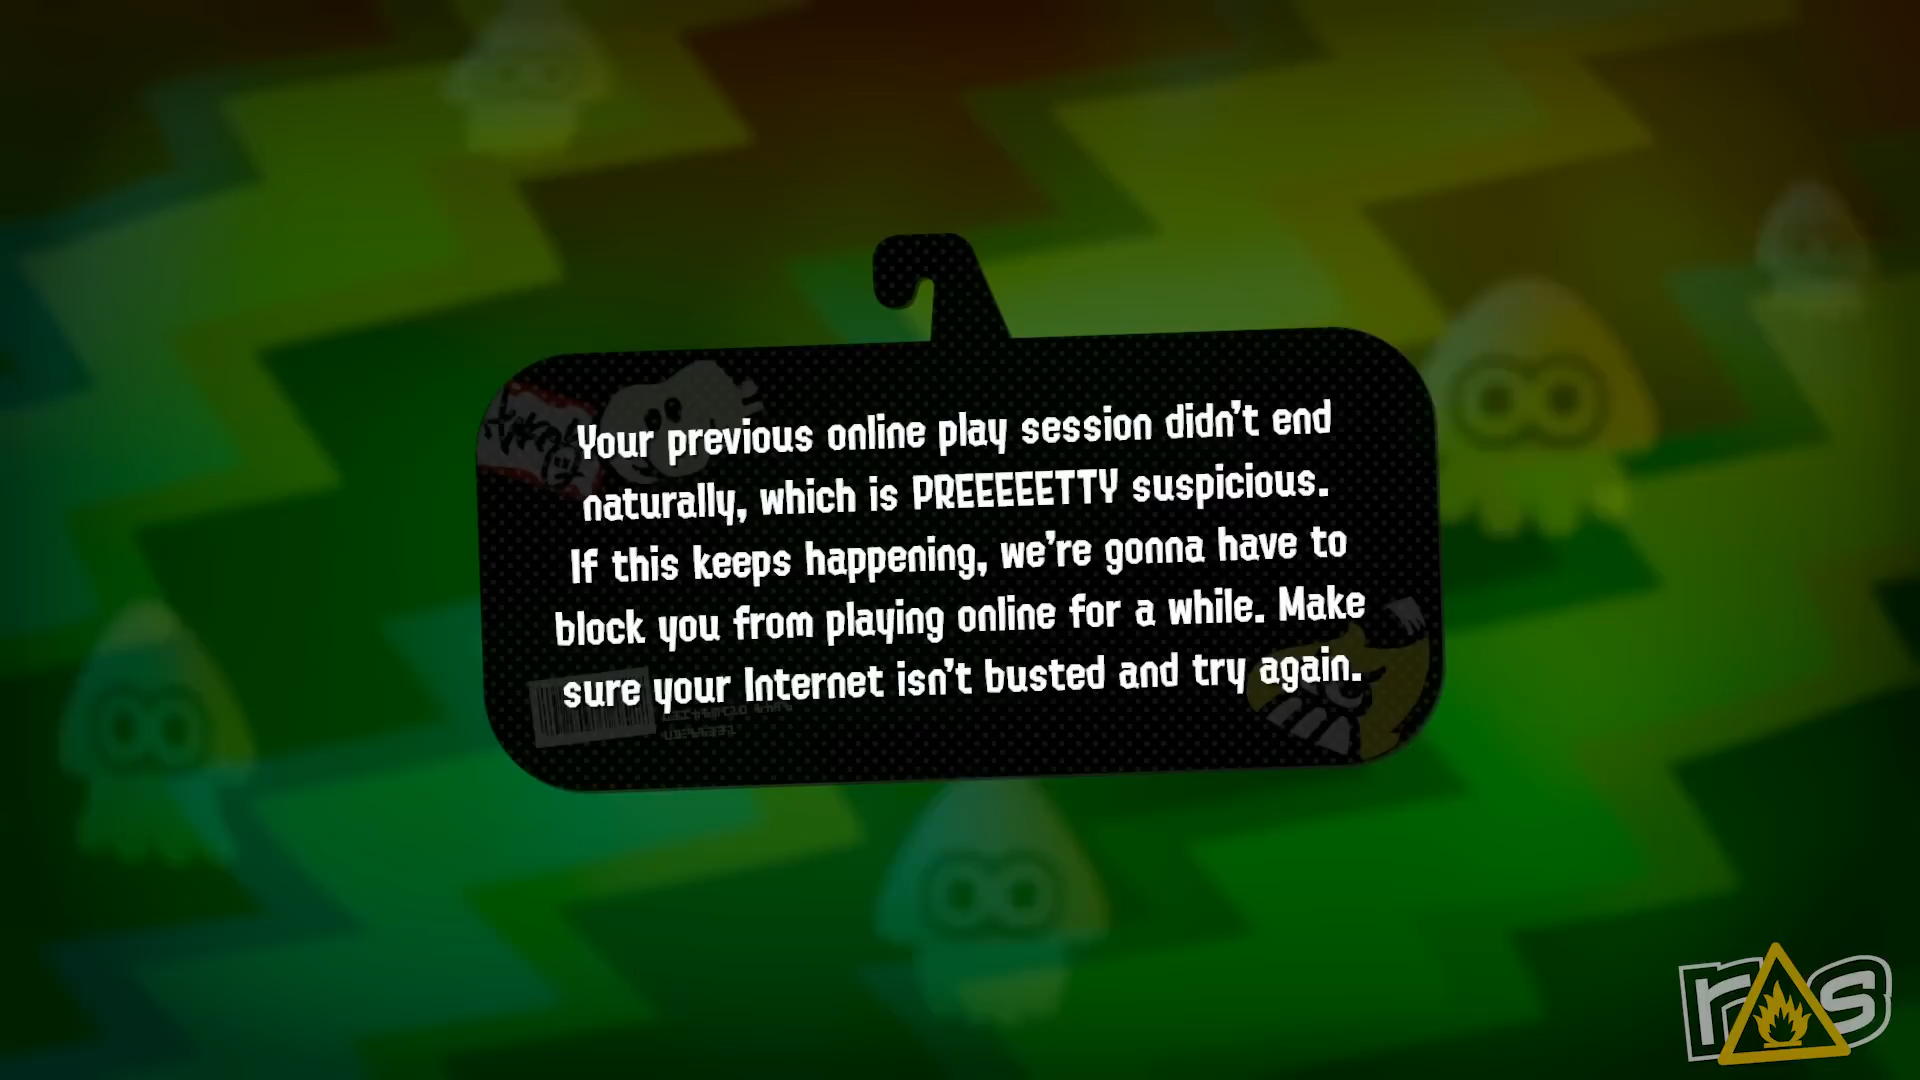 Your previous online play session didn't end
naturally, which is PREEEEETTY suspicious.
If this keeps happening, we're gonna have to
block you from playing online for a while. Make
sure your Internet isn't busted and try again.
ras